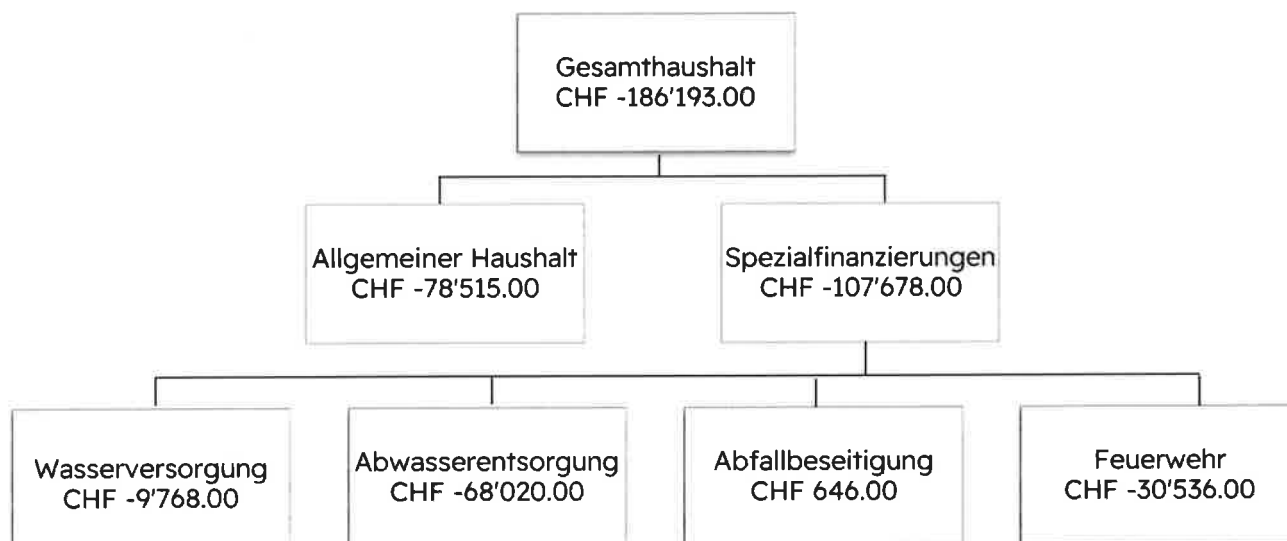 Gesamthaushalt
CHF -186'193.00
Allgemeiner Haushalt
CHF -78'515.00
Spezialfinanzierungen
CHF -107'678.00
Wasserversorgung
CHF -9'768.00
Abwasserentsorgung
CHF -68'020.00
Abfallbeseitigung
CHF 646.00
Feuerwehr
CHF -30'536.00